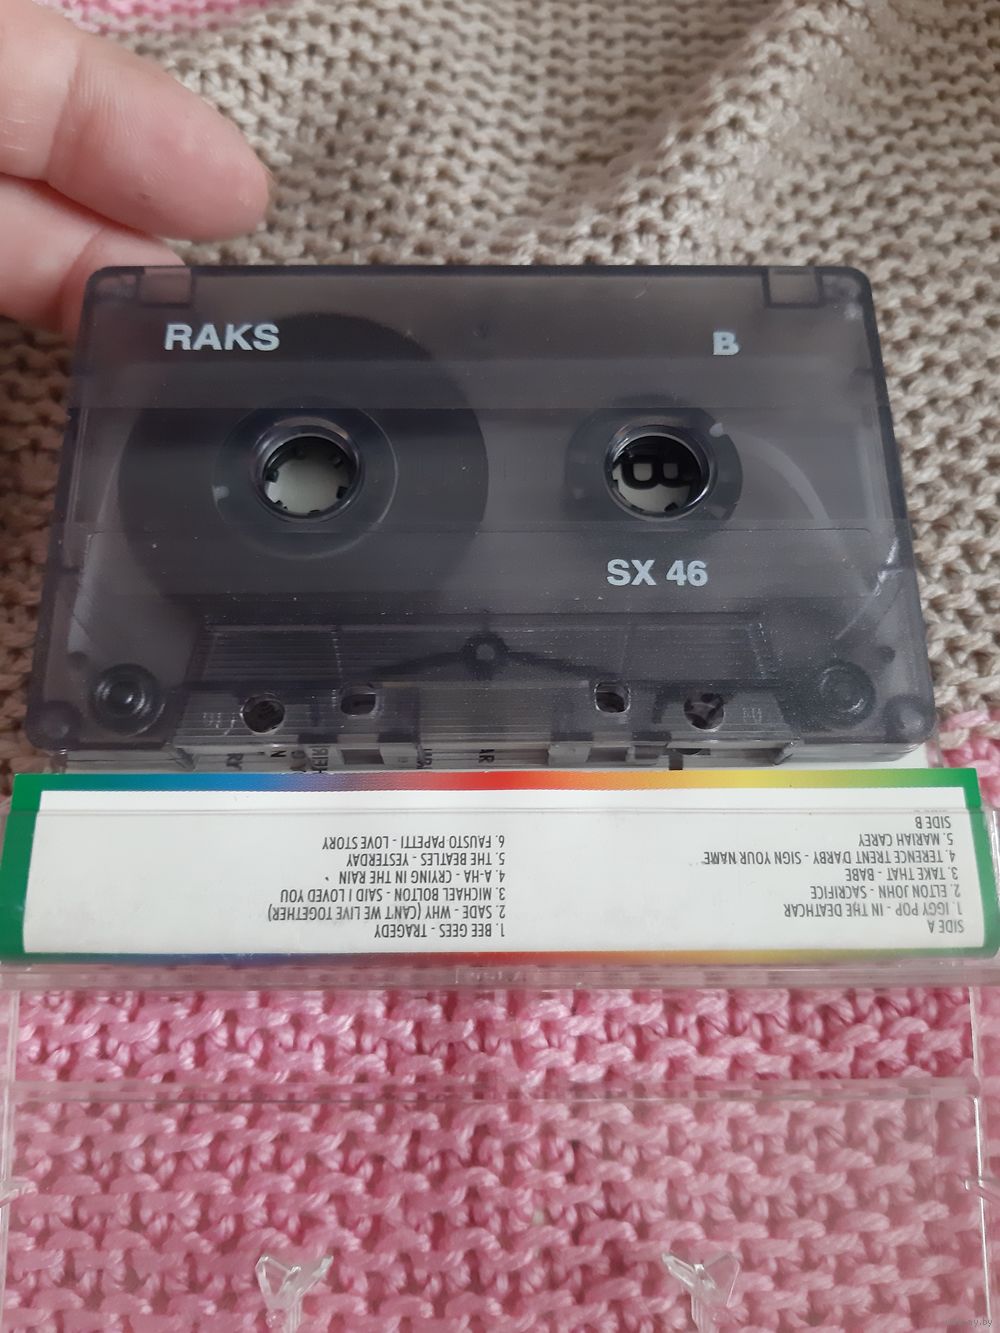 RAKS
B
SX 46
SIDE A
1. IGGY POP - IN THE DEATHCAR
2. ELTON JOHN - SACRIFICE
3. TAKE THAT - BABE
4. TERENCE TRENT DARBY - SIGN YOUR NAME
5. MARIAH CAREY
SIDE B
1. BEE GEES - TRAGEDY
2. SADE - WHY (CAN'T WE LIVE TOGETHER)
3. MICHAEL BOLTON - SAID I LOVED YOU
4. A-HA - CRYING IN THE RAIN
5. THE BEATLES - YESTERDAY
6. FAUSTO PAPETTI - LOVE STORY